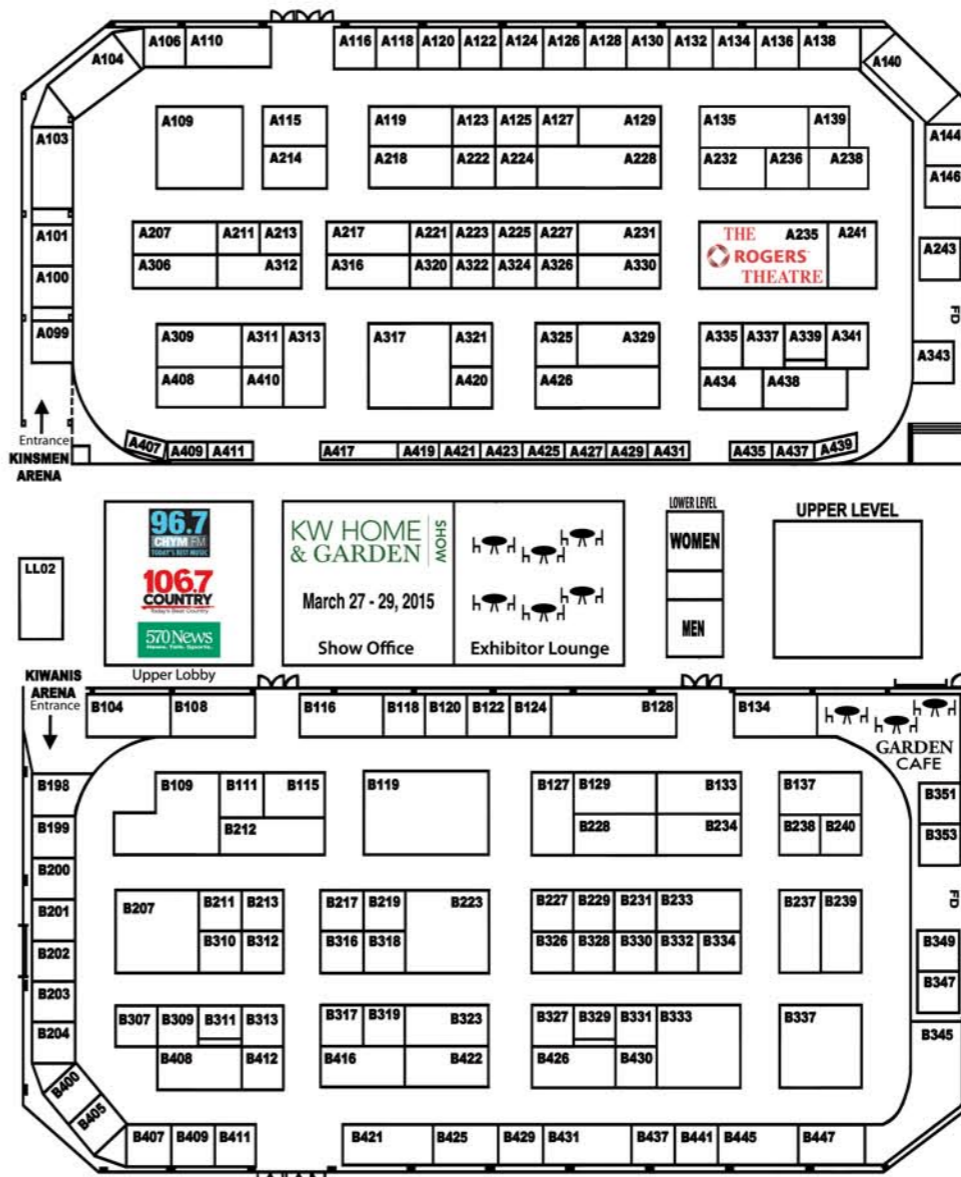 A106 A110 A116 A118 A120 A122 A124 A126 A128 A130 A132 A134 A136 A138
A104 A140
A103 A109 A115 A119 A123 A125 A127 A129 A135 A139 A144
A214 A218 A222 A224 A228 A232 A236 A238 A146
A101 A207 A211 A213 A217 A221 A223 A225 A227 A231 THE A235 A241 A243
ROGERS
A100 A306 A312 A316 A320 A322 A324 A326 A330 THEATRE
FD
A099 A309 A311 A313 A317 A321 A325 A329 A335 A337 A339 A341 A343
A408 A410 A420 A426 A434 A438
Entrance
KINSMEN
ARENA
A407 A409 A411 A417 A419 A421 A423 A425 A427 A429 A431 A435 A437 A439
LL02
96.7
CHYM FM
TODAY'S BEST MUSIC
106.7
COUNTRY
Today's Best Country
570 News
News. Talk. Sports.
Upper Lobby
KW HOME
& GARDEN
SHOW
March 27 - 29, 2015
Show Office
Exhibitor Lounge
LOWER LEVEL
WOMEN
MEN
UPPER LEVEL
KIWANIS
ARENA
Entrance
B104 B108 B116 B118 B120 B122 B124 B128 B134
GARDEN
CAFE
B198 B109 B111 B115 B119 B127 B129 B133 B137 B351
B199 B212 B228 B234 B238 B240 B353
B200
FD
B201 B207 B211 B213 B217 B219 B223 B227 B229 B231 B233 B237 B239
B202 B310 B312 B316 B318 B326 B328 B330 B332 B334 B349
B203 B347
B204 B307 B309 B311 B313 B317 B319 B323 B327 B329 B331 B333 B337 B345
B408 B412 B416 B422 B426 B430
B400
B405
B407 B409 B411 B421 B425 B429 B431 B437 B441 B445 B447